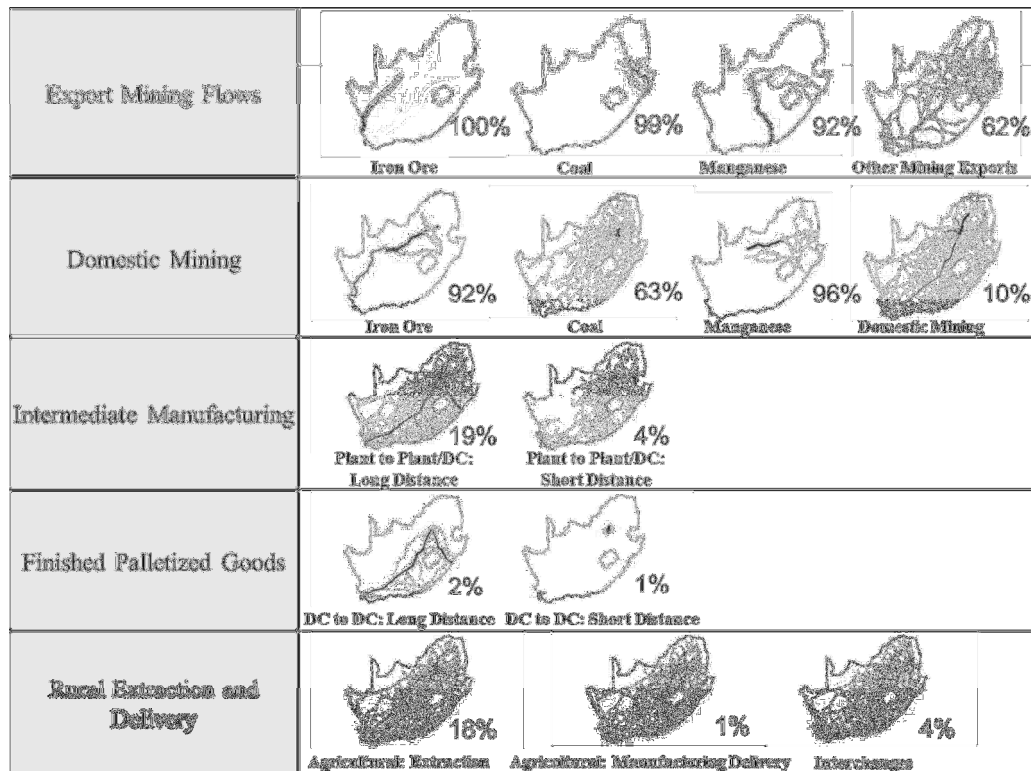 Export Mining Flows
100%
99%
92%
62%
Iron Ore
Coal
Manganese
Other Mining Exports
Domestic Mining
92%
63%
96%
10%
Iron Ore
Coal
Manganese
Domestic Mining
Intermediate Manufacturing
19%
4%
Plant to Plant/DC:
Long Distance
Plant to Plant/DC:
Short Distance
Finished Palletized Goods
2%
1%
DC to DC: Long Distance
DC to DC: Short Distance
Rural Extraction and
Delivery
18%
1%
4%
Agricultural: Extraction
Agricultural: Manufacturing Delivery
Interchanges